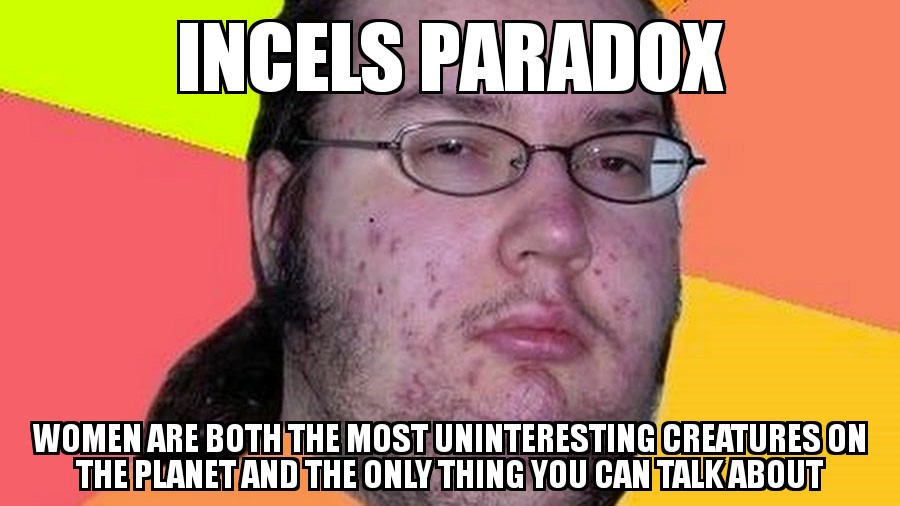 INCELS PARADOX
WOMEN ARE BOTH THE MOST UNINTERESTING CREATURES ON
THE PLANET AND THE ONLY THING YOU CAN TALK ABOUT